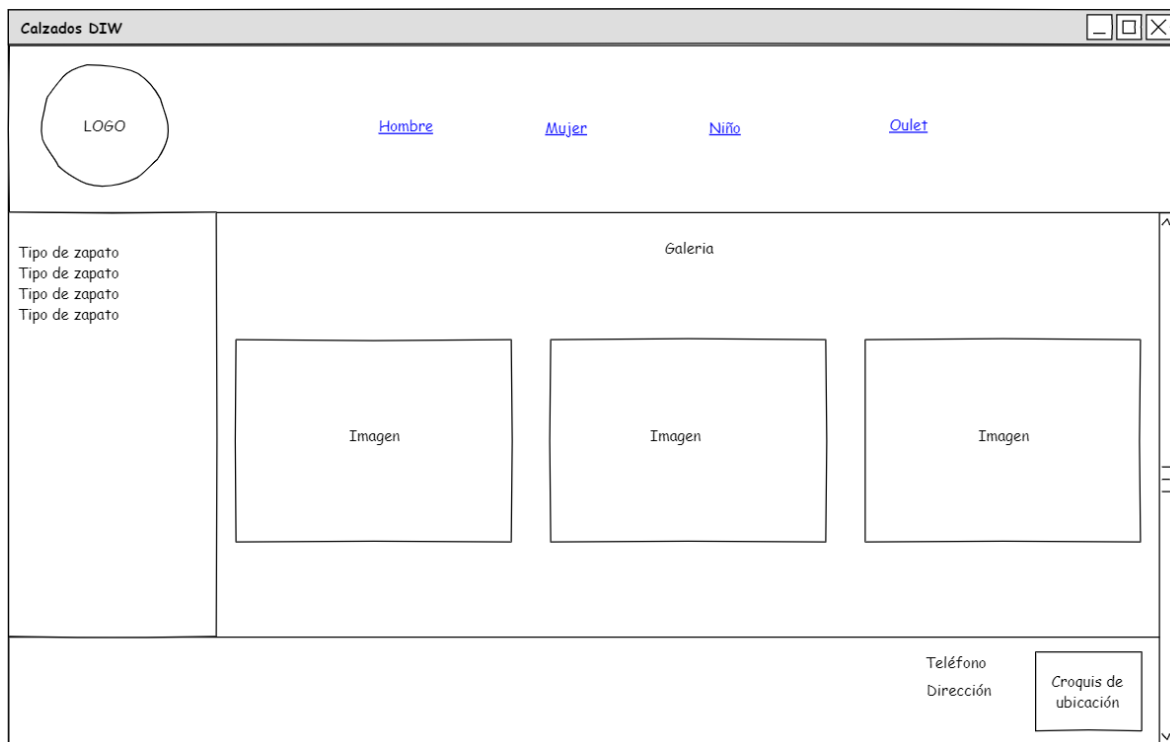 Calzados DIW
LOGO
Hombre
Mujer
Niño
Oulet
Tipo de zapato
Tipo de zapato
Tipo de zapato
Tipo de zapato
Galeria
Imagen
Imagen
Imagen
Teléfono
Dirección
Croquis de
ubicación